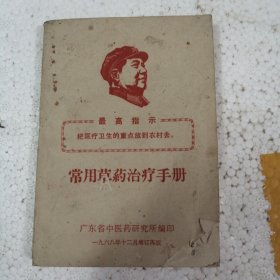 最高指示
把医疗卫生的重点放到农村去。
常用草药治疗手册
广东省中医药研究所编印
一九六八年十二月增订再版